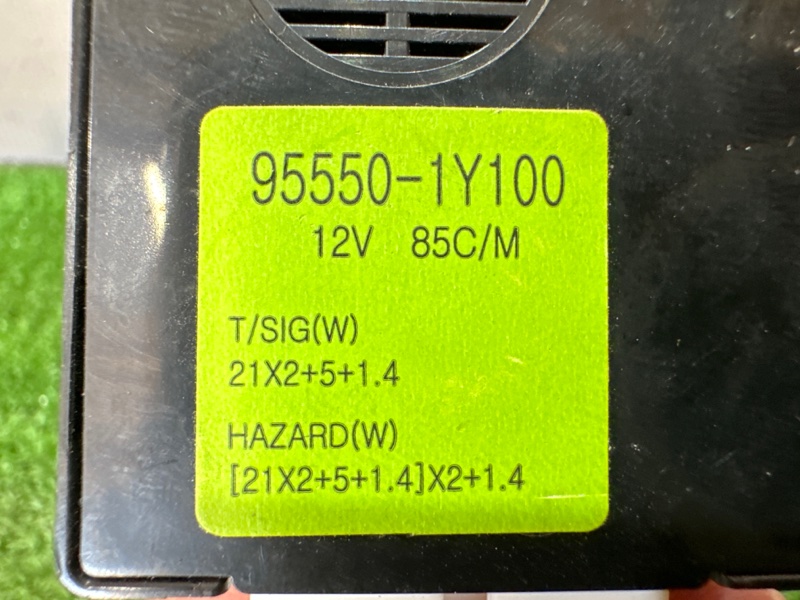 95550-1Y100
12V 85C/M
T/SIG(W)
21X2+5+1.4
HAZARD(W)
[21X2+5+1.4]X2+1.4